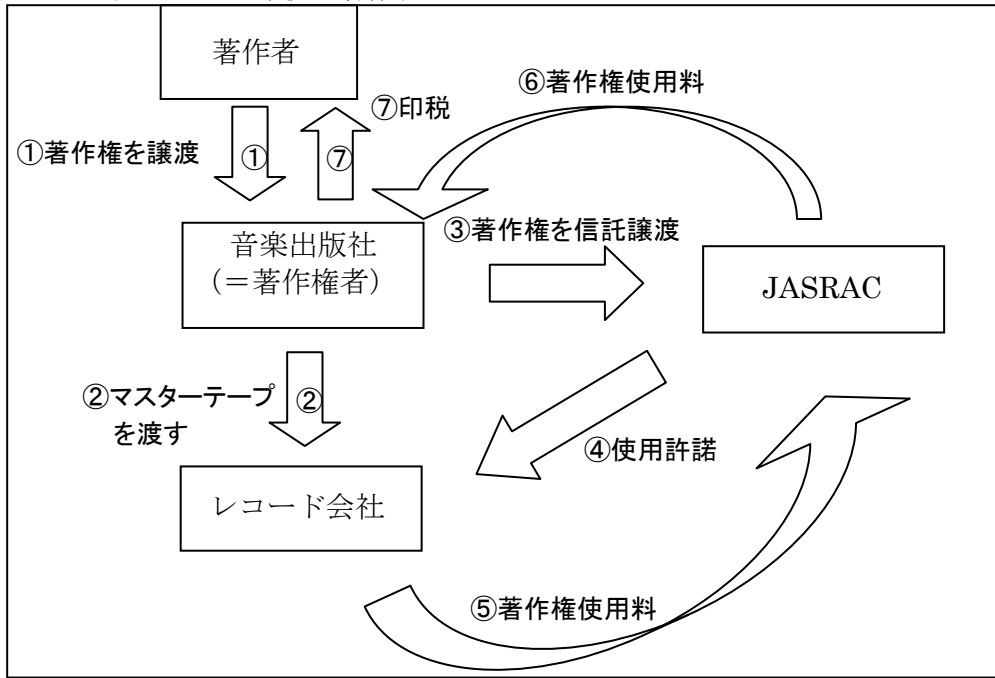 著作者
⑥著作権使用料
⑦印税
①著作権を譲渡
①
⑦
③著作権を信託譲渡
音楽出版社
(=著作権者)
JASRAC
②マスターテープ
を渡す
②
④使用許諾
レコード会社
⑤著作権使用料